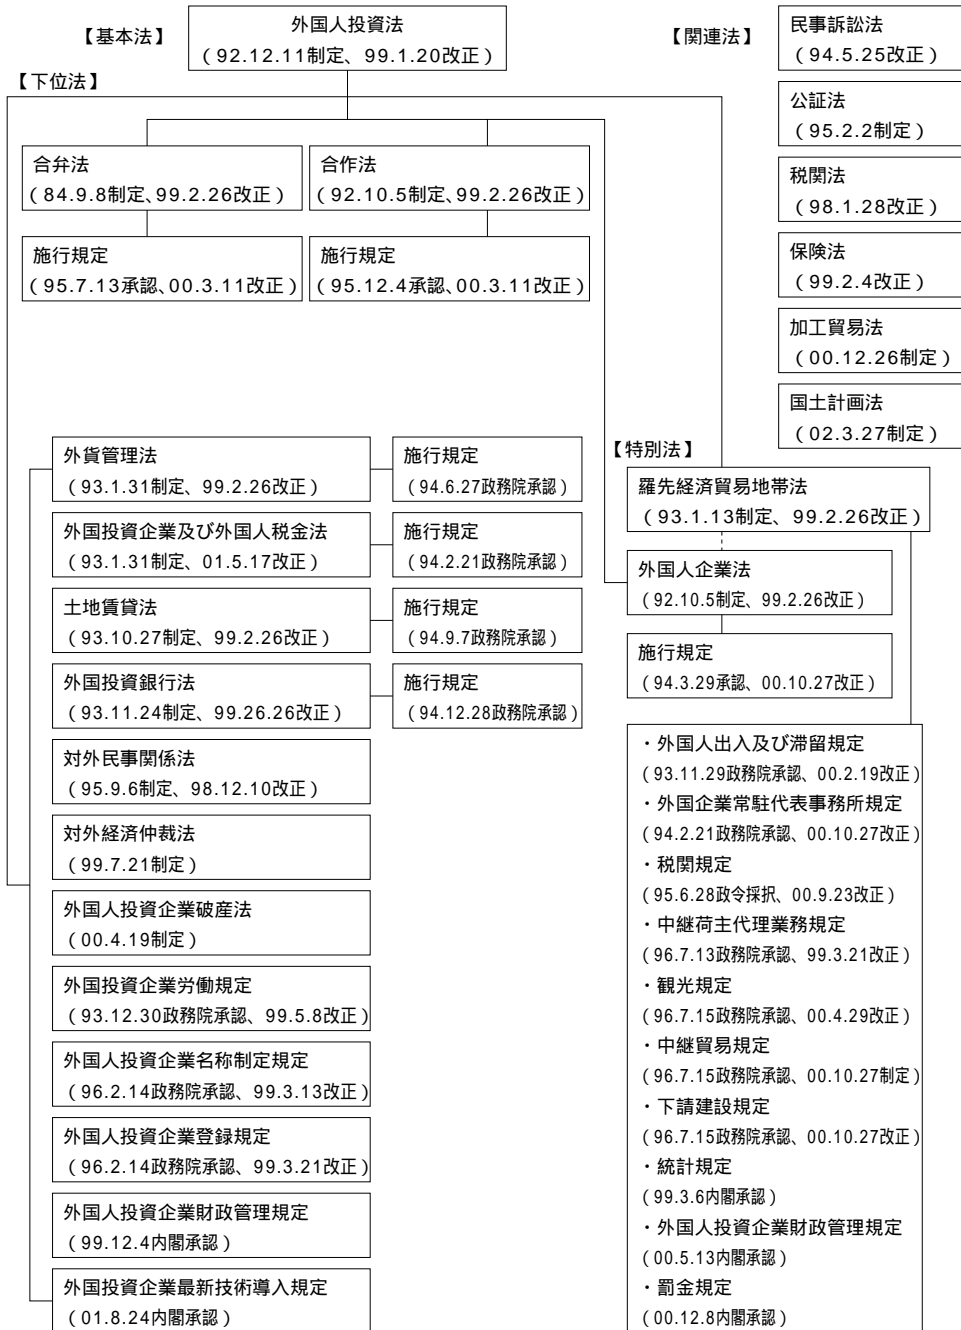 【基本法】
外国人投資法
（92.12.11制定、99.1.20改正）
【関連法】
民事訴訟法
（94.5.25改正）
公証法
（95.2.2制定）
税関法
（98.1.28改正）
保険法
（99.2.4改正）
加工貿易法
（00.12.26制定）
国土計画法
（02.3.27制定）
【下位法】
合弁法
（84.9.8制定、99.2.26改正）
施行規定
（95.7.13承認、00.3.11改正）
合作法
（92.10.5制定、99.2.26改正）
施行規定
（95.12.4承認、00.3.11改正）
外貨管理法
（93.1.31制定、99.2.26改正）
施行規定
（94.6.27政務院承認）
外国投資企業及び外国人税金法
（93.1.31制定、01.5.17改正）
施行規定
（94.2.21政務院承認）
土地賃貸法
（93.10.27制定、99.2.26改正）
施行規定
（94.9.7政務院承認）
外国投資銀行法
（93.11.24制定、99.26.26改正）
施行規定
（94.12.28政務院承認）
対外民事関係法
（95.9.6制定、98.12.10改正）
対外経済仲裁法
（99.7.21制定）
外国人投資企業破産法
（00.4.19制定）
外国投資企業労働規定
（93.12.30政務院承認、99.5.8改正）
外国人投資企業名称制定規定
（96.2.14政務院承認、99.3.13改正）
外国人投資企業登録規定
（96.2.14政務院承認、99.3.21改正）
外国人投資企業財政管理規定
（99.12.4内閣承認）
外国投資企業最新技術導入規定
（01.8.24内閣承認）
【特別法】
羅先経済貿易地帯法
（93.1.13制定、99.2.26改正）
外国人企業法
（92.10.5制定、99.2.26改正）
施行規定
（94.3.29承認、00.10.27改正）
・外国人出入及び滞留規定
（93.11.29政務院承認、00.2.19改正）
・外国企業常駐代表事務所規定
（94.2.21政務院承認、00.10.27改正）
・税関規定
（95.6.28政令採択、00.9.23改正）
・中継荷主代理業務規定
（96.7.13政務院承認、99.3.21改正）
・観光規定
（96.7.15政務院承認、00.4.29改正）
・中継貿易規定
（96.7.15政務院承認、00.10.27制定）
・下請建設規定
（96.7.15政務院承認、00.10.27改正）
・統計規定
（99.3.6内閣承認）
・外国人投資企業財政管理規定
（00.5.13内閣承認）
・罰金規定
（00.12.8内閣承認）